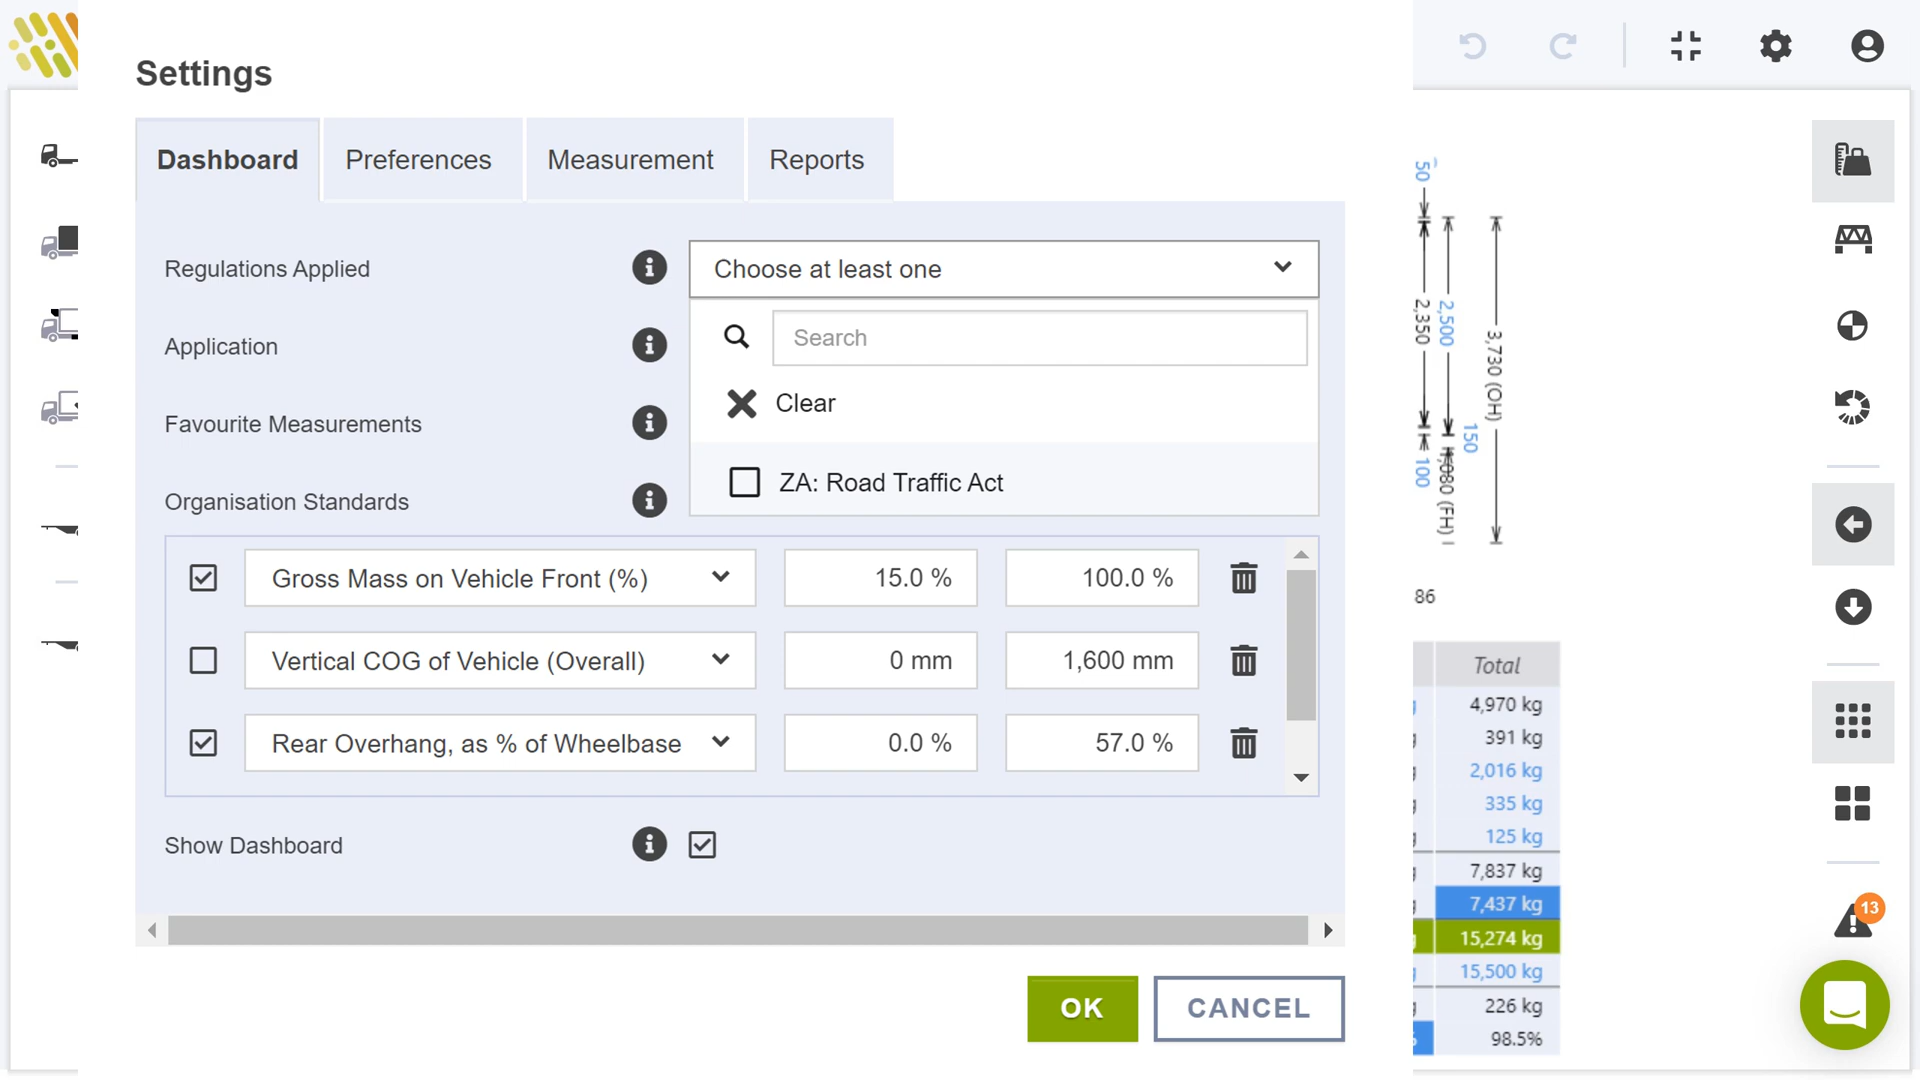 Settings
Dashboard
Preferences
Measurement
Reports
Regulations Applied
Choose at least one
Search
Application
Clear
Favourite Measurements
ZA: Road Traffic Act
Organisation Standards
Gross Mass on Vehicle Front (%)
15.0 %
100.0 %
Vertical COG of Vehicle (Overall)
0 mm
1,600 mm
Rear Overhang, as % of Wheelbase
0.0 %
57.0 %
Show Dashboard
OK
CANCEL
50
2,350
2,500
3,730 (OH)
150
100
1,080 (FH)
86
Total
4,970 kg
391 kg
2,016 kg
335 kg
125 kg
7,837 kg
7,437 kg
15,274 kg
15,500 kg
226 kg
98.5%
13